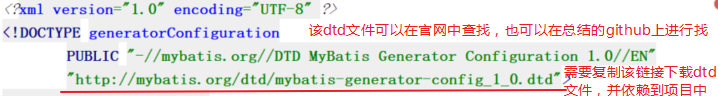 <?xml version="1.0" encoding="UTF-8" ?>
<!DOCTYPE generatorConfiguration
该dtd文件可以在官网中查找，也可以在总结的github上进行找
PUBLIC "-//mybatis.org//DTD MyBatis Generator Configuration 1.0//EN"
"http://mybatis.org/dtd/mybatis-generator-config_1_0.dtd">
需要复制该链接下载dtd
文件，并依赖到项目中